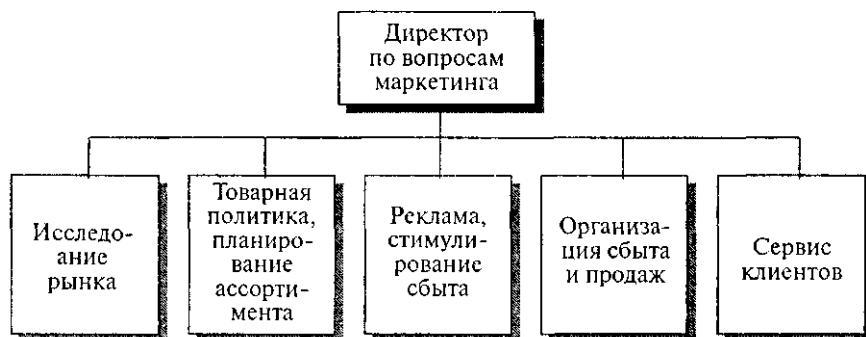 Директор
по вопросам
маркетинга
Исследо-
ание
рынка
Товарная
политика,
планиро-
вание
ассорти-
мента
Реклама,
стимули-
рование
сбыта
Организа-
ция сбыта
и продаж
Сервис
клиентов